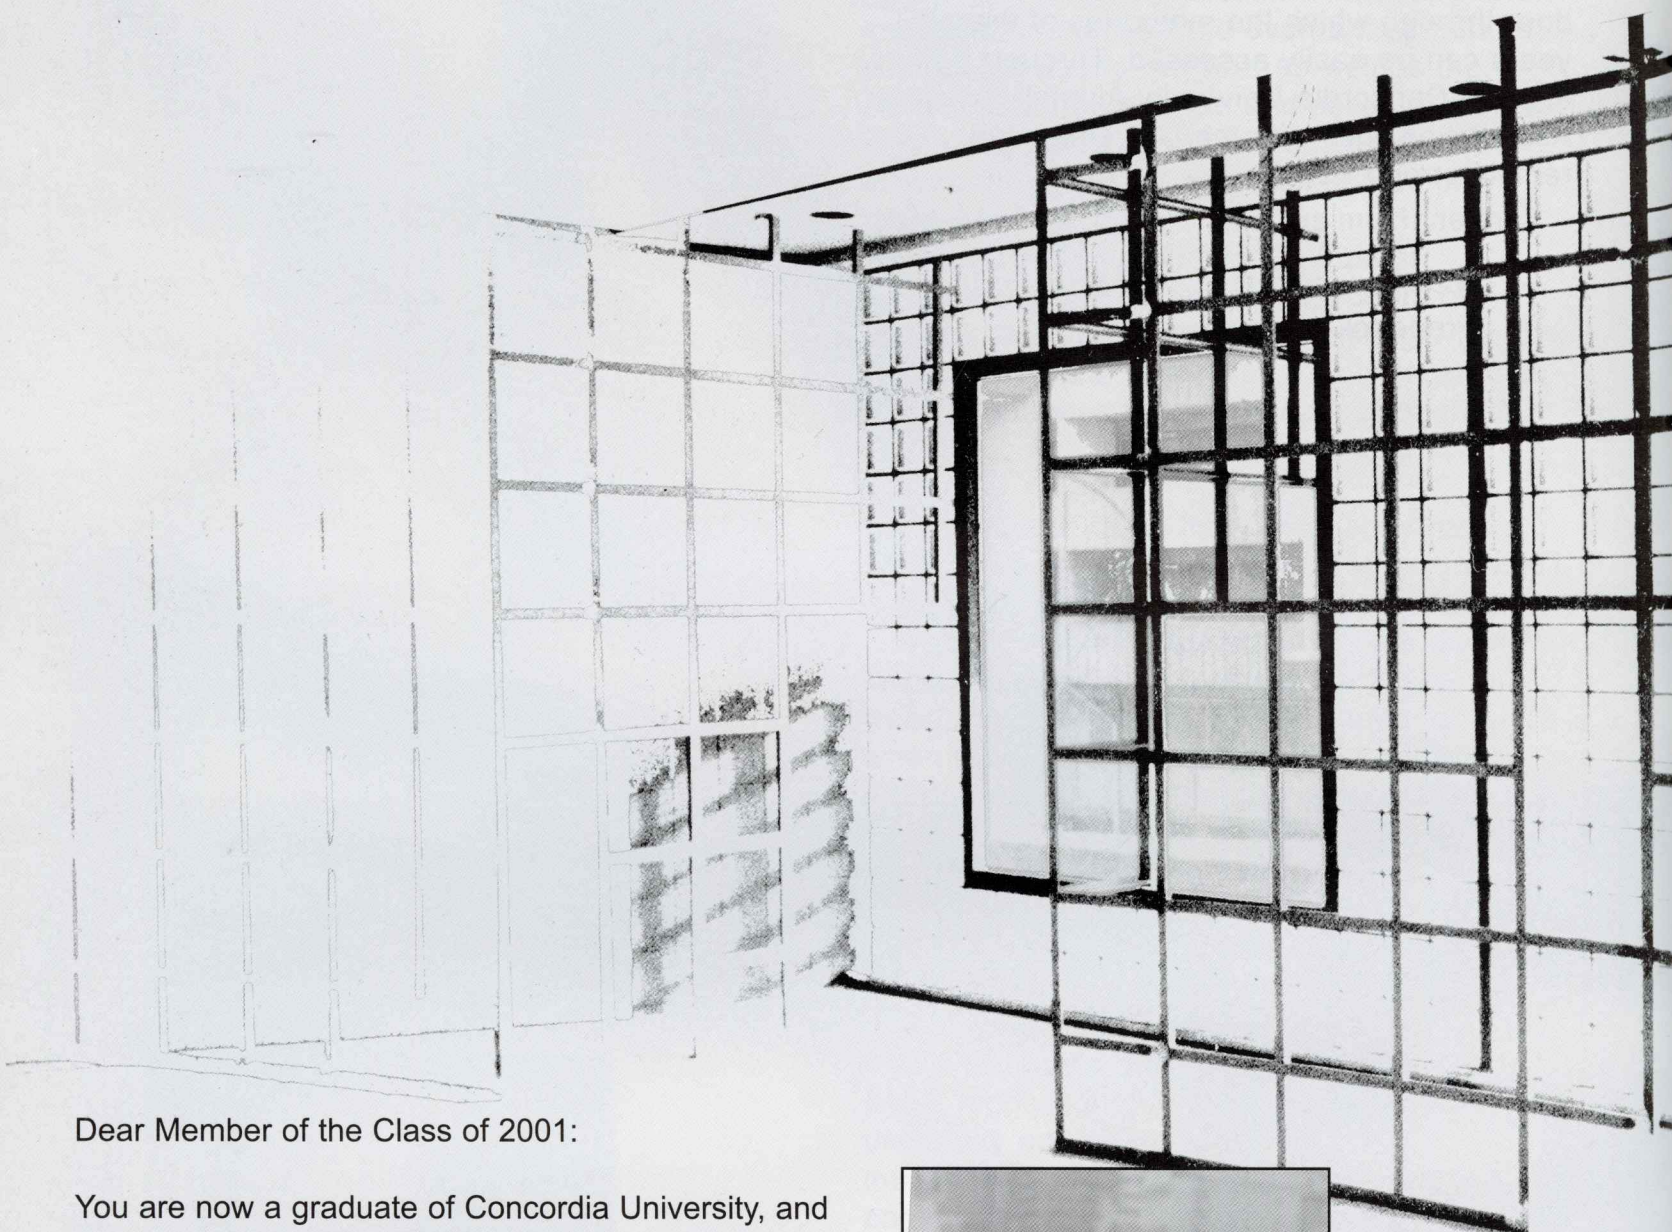 Dear Member of the Class of 2001:
You are now a graduate of Concordia University, and